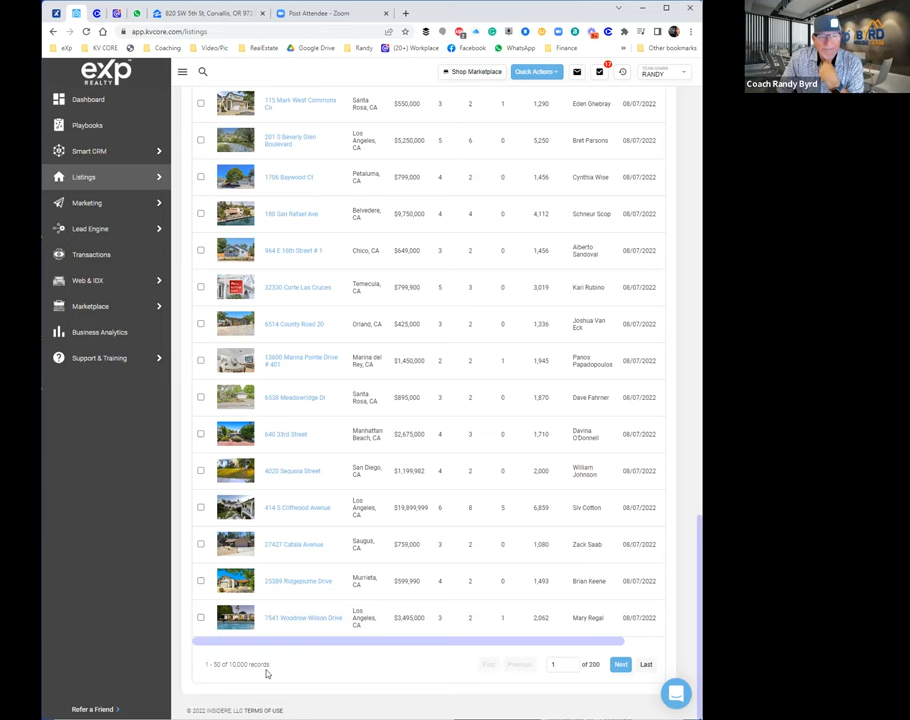 820 SW 5th St, Corvallis, OR 973
Post Attendee - Zoom
app.kvcore.com/listings
eXp
KV CORE
Coaching
Video/Pic
RealEstate
Google Drive
Randy
(20+) Workplace
Facebook
WhatsApp
Finance
Other bookmarks
exp
REALTY
Shop Marketplace
Quick Actions
17
TEAM ADMIN
RANDY
Coach Randy Byrd
Dashboard
Playbooks
Smart CRM
Listings
Marketing
Lead Engine
Transactions
Web & IDX
Marketplace
Business Analytics
Support & Training
Refer a Friend
115 Mark West Commons Santa $550,000 3 2 1 1,290 Eden Ghebray 08/07/2022
Rosa, CA
201 S Beverly Glen Boulevard Los Angeles, CA $5,250,000 5 6 0 5,250 Bret Parsons 08/07/2022
1706 Baywood Ct Petaluma, CA $799,000 4 2 0 1,456 Cynthia Wise 08/07/2022
180 San Rafael Ave Belvedere, CA $9,750,000 4 4 0 4,112 Schneur Scop 08/07/2022
964 E 16th Street # 1 Chico, CA $649,000 3 2 0 1,456 Alberto Sandoval 08/07/2022
32330 Corte Las Cruces Temecula, CA $799,900 5 3 0 3,019 Kari Rubino 08/07/2022
6514 County Road 20 Orland, CA $425,000 3 2 0 1,336 Joshua Van Eck 08/07/2022
13600 Marina Pointe Drive # 401 Marina del Rey, CA $1,450,000 2 2 1 1,945 Panos Papadopoulos 08/07/2022
6538 Meadowridge Dr Santa Rosa, CA $895,000 3 2 0 1,870 Dave Fahrner 08/07/2022
640 33rd Street Manhattan Beach, CA $2,675,000 4 3 0 1,710 Davina O'Donnell 08/07/2022
4020 Sequoia Street San Diego, CA $1,199,982 4 2 0 2,000 William Johnson 08/07/2022
414 S Cliffwood Avenue Los Angeles, CA $19,899,999 6 8 5 6,859 Siv Cotton 08/07/2022
27427 Catala Avenue Saugus, CA $759,000 3 2 0 1,080 Zack Saab 08/07/2022
25389 Ridgeplume Drive Murrieta, CA $599,990 4 2 0 1,493 Brian Keene 08/07/2022
7541 Woodrow Wilson Drive Los Angeles, CA $3,495,000 3 2 1 2,062 Mary Regal 08/07/2022
1 - 50 of 10,000 records
First Previous 1 of 200 Next Last
© 2022 INSIDERE, LLC TERMS OF USE